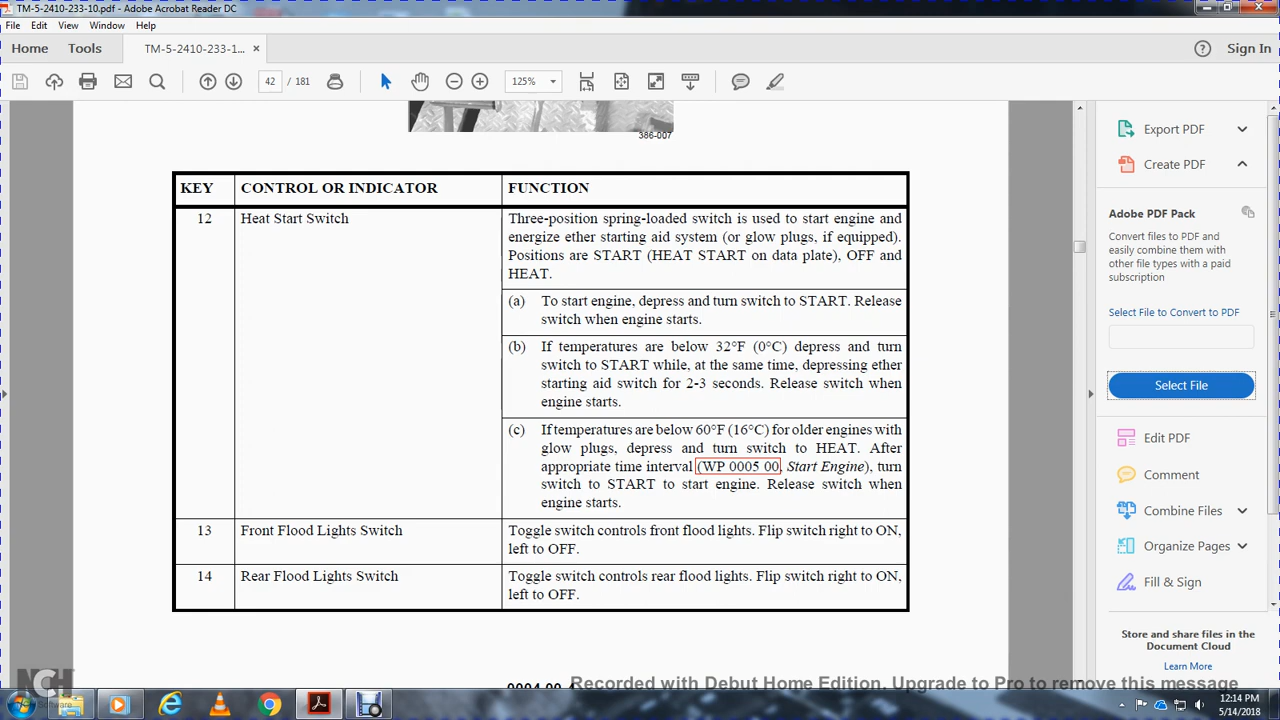 TM-5-2410-233-10.pdf - Adobe Acrobat Reader DC
File Edit View Window Help
Home Tools TM-5-2410-233-1... × Sign In
42 / 181 125%
386-007
KEY CONTROL OR INDICATOR FUNCTION
12 Heat Start Switch Three-position spring-loaded switch is used to start engine and
energize ether starting aid system (or glow plugs, if equipped).
Positions are START (HEAT START on data plate), OFF and
HEAT.
(a) To start engine, depress and turn switch to START. Release
switch when engine starts.
(b) If temperatures are below 32°F (0°C) depress and turn
switch to START while, at the same time, depressing ether
starting aid switch for 2-3 seconds. Release switch when
engine starts.
(c) If temperatures are below 60°F (16°C) for older engines with
glow plugs, depress and turn switch to HEAT. After
appropriate time interval (WP 0005 00, Start Engine), turn
switch to START to start engine. Release switch when
engine starts.
13 Front Flood Lights Switch Toggle switch controls front flood lights. Flip switch right to ON,
left to OFF.
14 Rear Flood Lights Switch Toggle switch controls rear flood lights. Flip switch right to ON,
left to OFF.
Export PDF
Create PDF
Adobe PDF Pack
Convert files to PDF and
easily combine them with
other file types with a paid
subscription
Select File to Convert to PDF
Select File
Edit PDF
Comment
Combine Files
Organize Pages
Fill & Sign
Store and share files in the
Document Cloud
Learn More
NCH
Software
Recorded with Debut Home Edition. Upgrade to Pro to remove this message
12:14 PM
5/14/2018